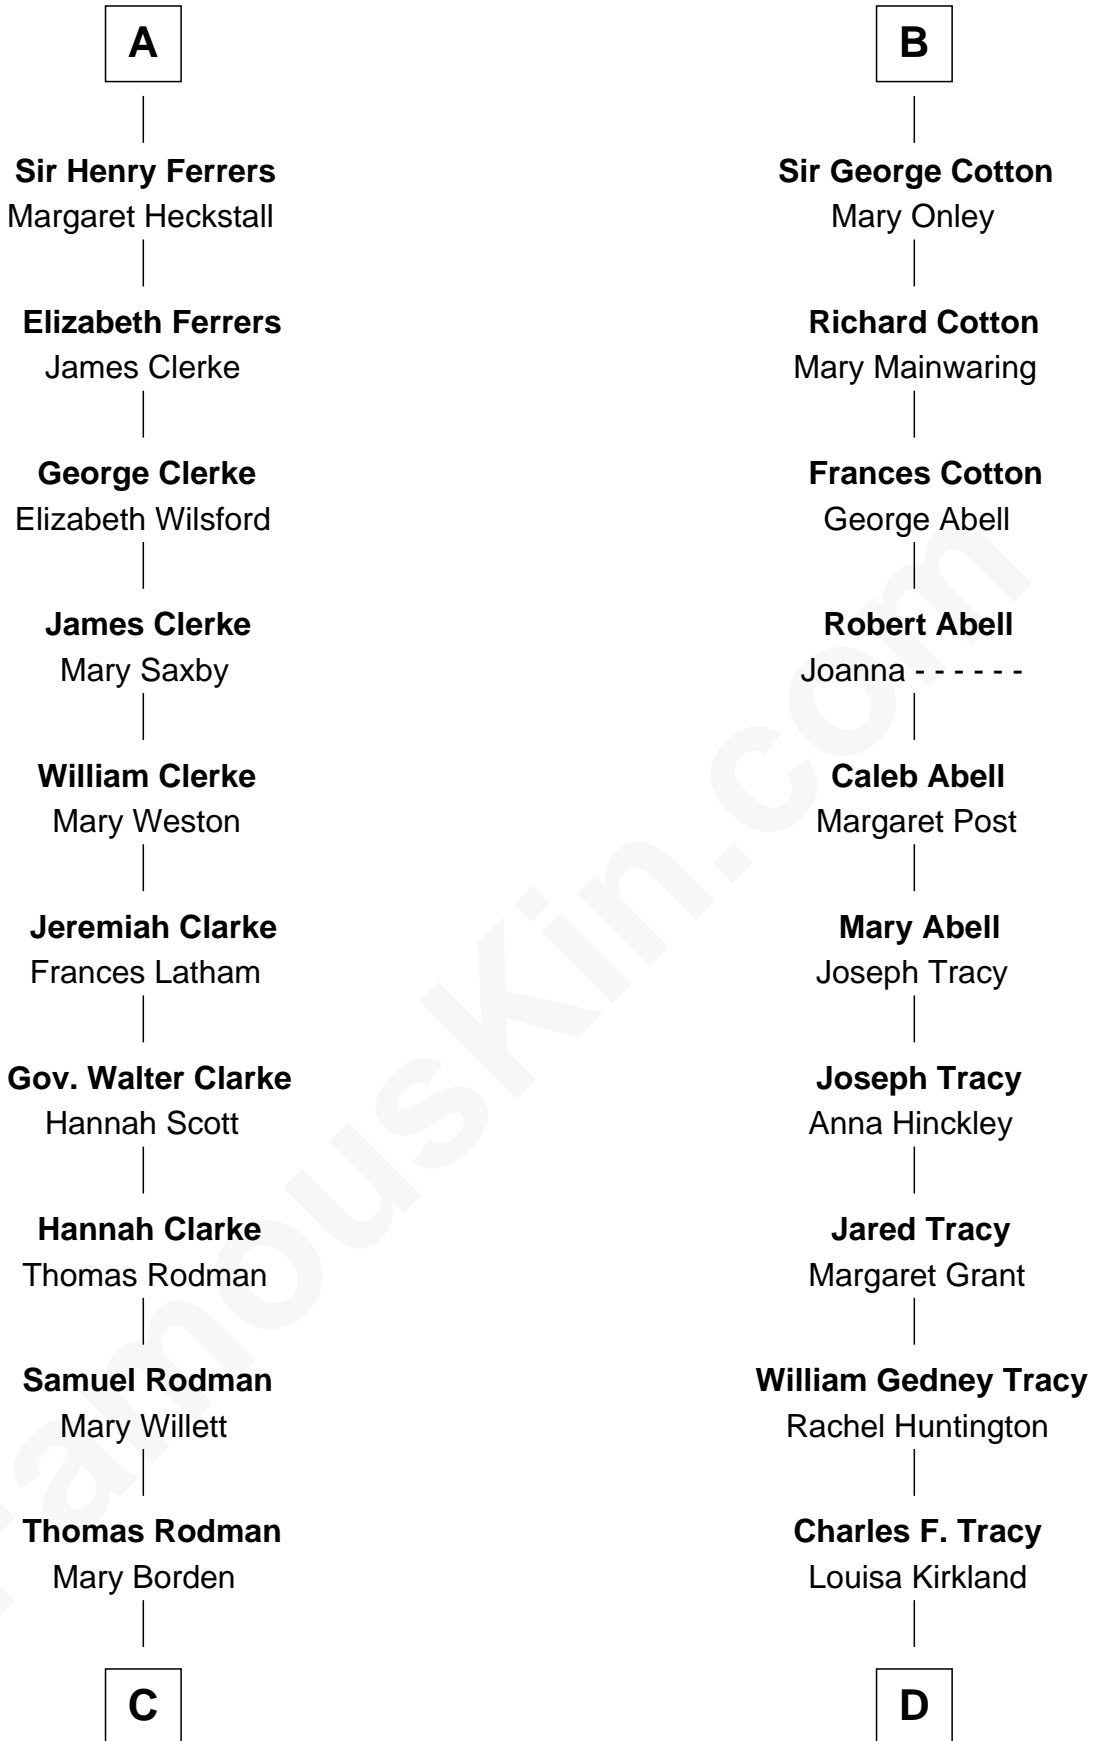 A
Sir Henry Ferrers
Margaret Heckstall
Elizabeth Ferrers
James Clerke
George Clerke
Elizabeth Wilsford
James Clerke
Mary Saxby
William Clerke
Mary Weston
Jeremiah Clarke
Frances Latham
Gov. Walter Clarke
Hannah Scott
Hannah Clarke
Thomas Rodman
Samuel Rodman
Mary Willett
Thomas Rodman
Mary Borden
C
B
Sir George Cotton
Mary Onley
Richard Cotton
Mary Mainwaring
Frances Cotton
George Abell
Robert Abell
Joanna - - - - - -
Caleb Abell
Margaret Post
Mary Abell
Joseph Tracy
Joseph Tracy
Anna Hinckley
Jared Tracy
Margaret Grant
William Gedney Tracy
Rachel Huntington
Charles F. Tracy
Louisa Kirkland
D
FamousKin.com